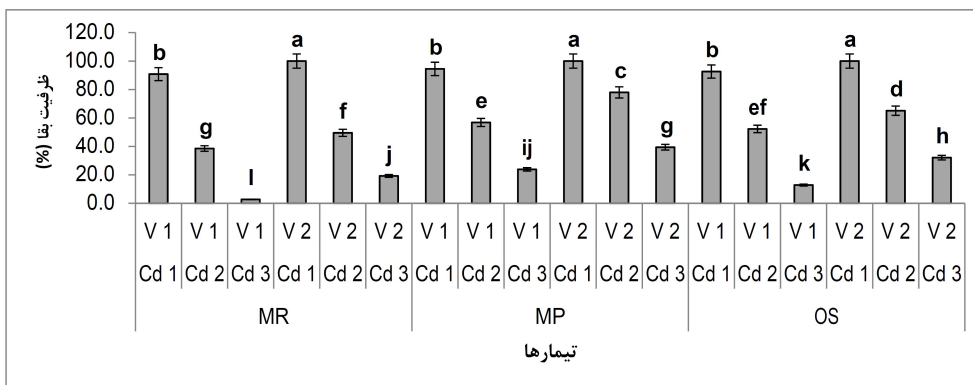 ظرفیت بقا (%)
120.0
100.0
80.0
60.0
40.0
20.0
0.0
b g l a f j b e ij a c g b ef k a d h
V 1 V 1 V 1 V 2 V 2 V 2 V 1 V 1 V 1 V 2 V 2 V 2 V 1 V 1 V 1 V 2 V 2 V 2
Cd 1 Cd 2 Cd 3 Cd 1 Cd 2 Cd 3 Cd 1 Cd 2 Cd 3 Cd 1 Cd 2 Cd 3 Cd 1 Cd 2 Cd 3 Cd 1 Cd 2 Cd 3
MR MP OS
تیمارها